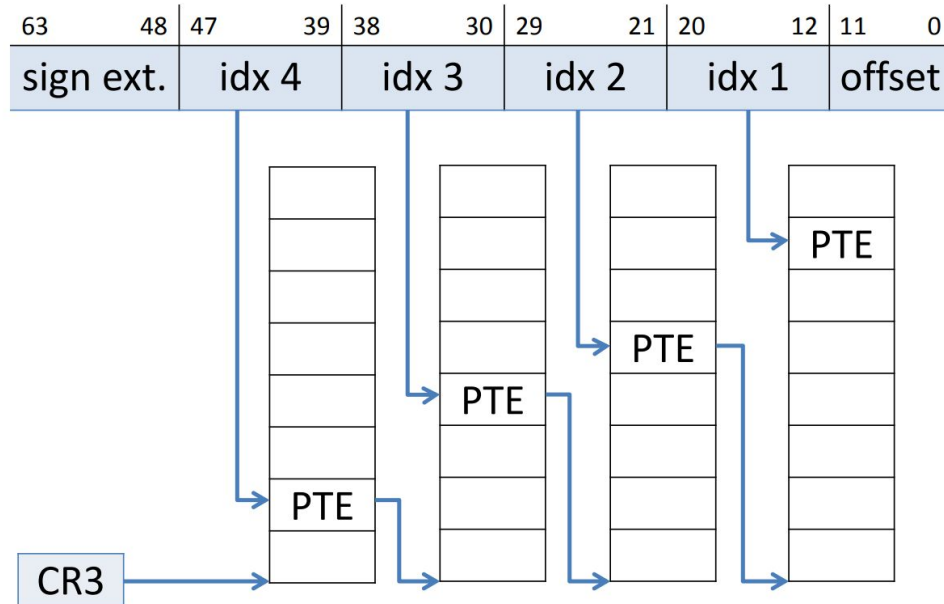 63 48 47 39 38 30 29 21 20 12 11 0
sign ext. idx 4 idx 3 idx 2 idx 1 offset
PTE
PTE
PTE
PTE
CR3